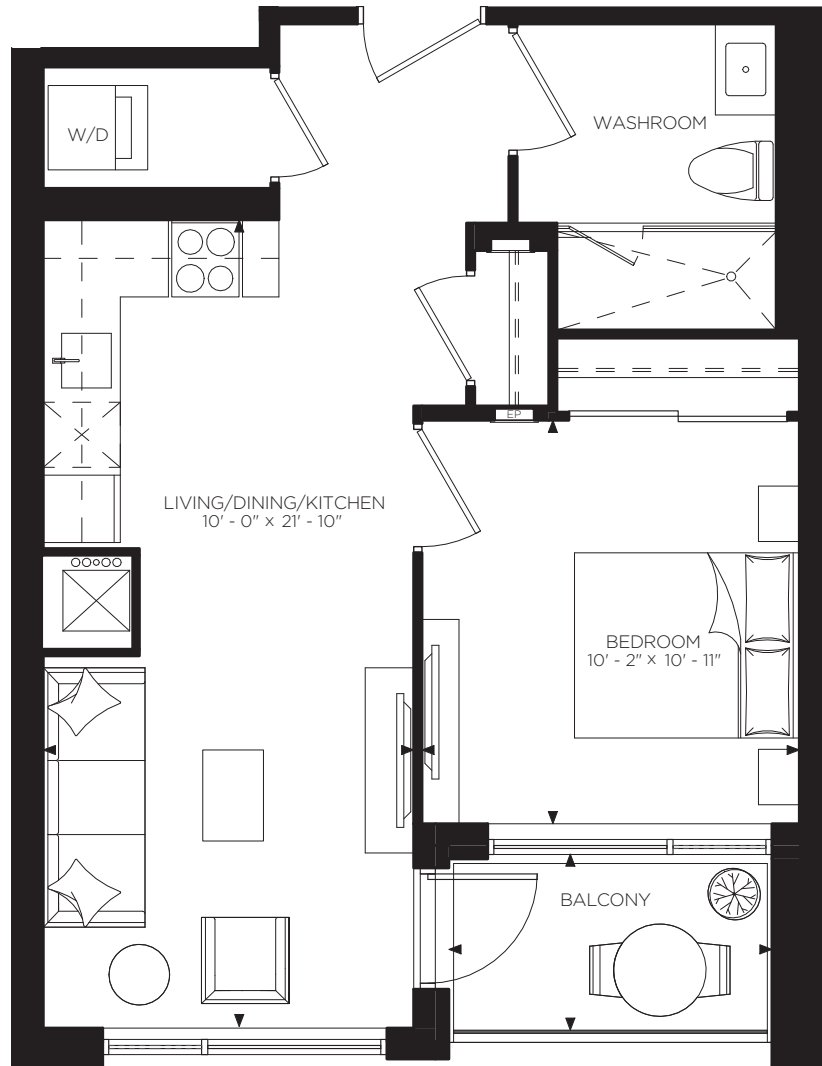 W/D
WASHROOM
EP
LIVING/DINING/KITCHEN
10' - 0" x 21' - 10"
BEDROOM
10' - 2" x 10' - 11"
BALCONY